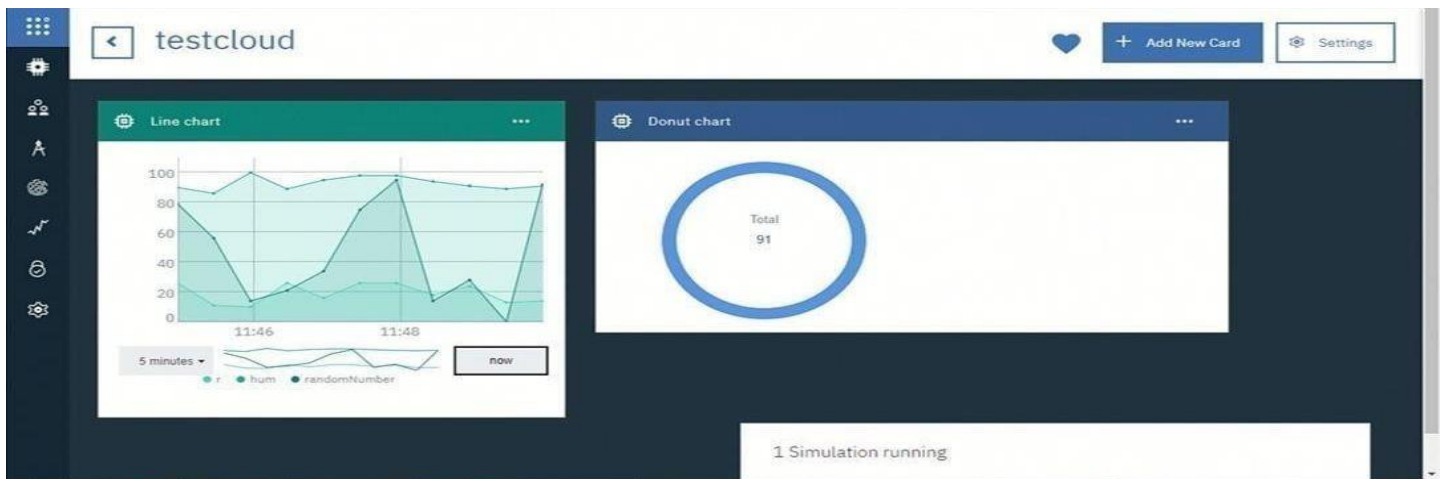 testcloud
+ Add New Card
Settings
Line chart
...
Donut chart
...
100
80
60
40
20
0
11:46
11:48
5 minutes
now
r
hum
randomNumber
Total
91
1 Simulation running